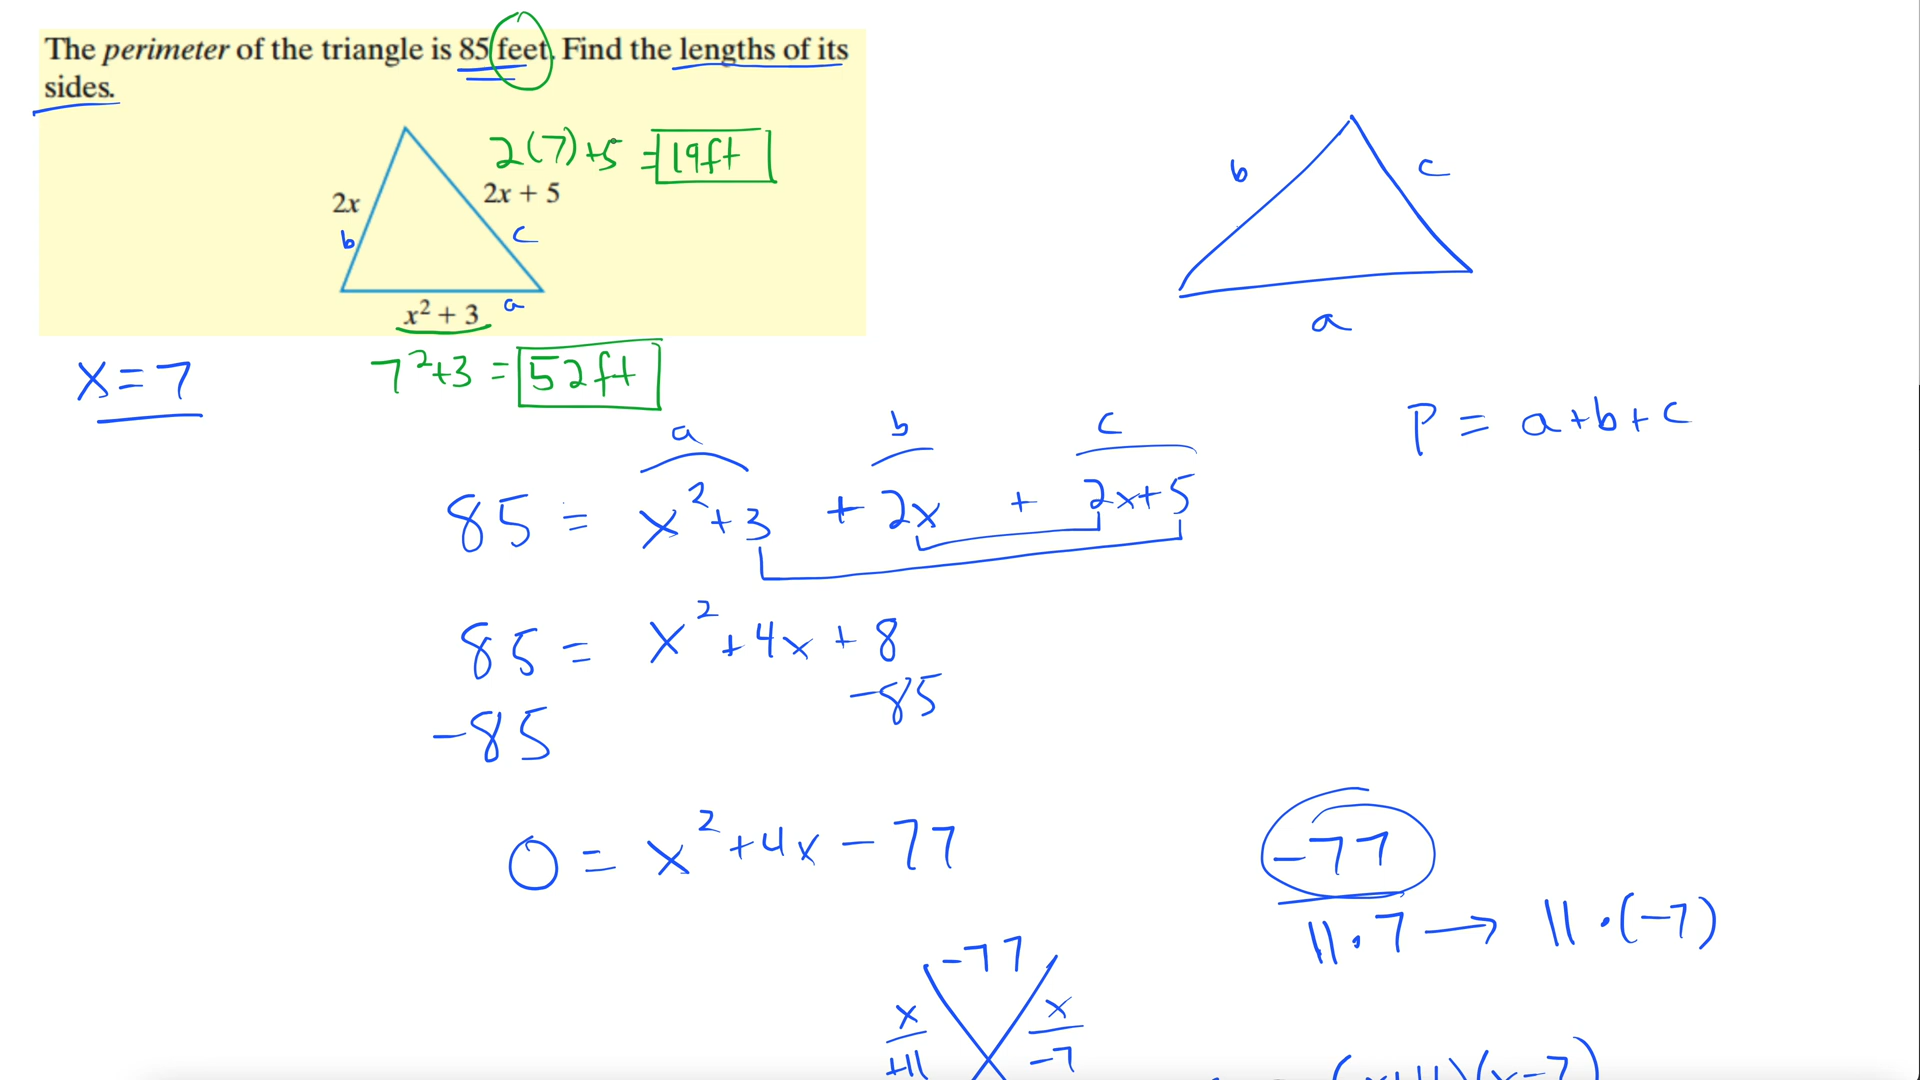 The perimeter of the triangle is 85 feet. Find the lengths of its
sides.
2(7)+5 = 19ft
2x
2x + 5
b
c
x² + 3
a
b
c
a
x=7
7²+3 = 52ft
P = a+b+c
a
b
c
85 = x²+3 + 2x + 2x+5
85 = x²+4x+8
-85
-85
0 = x²+4x-77
-77
11·7 → 11·(-7)
-77
x
x
+11
-7
(x+11)(x-7)